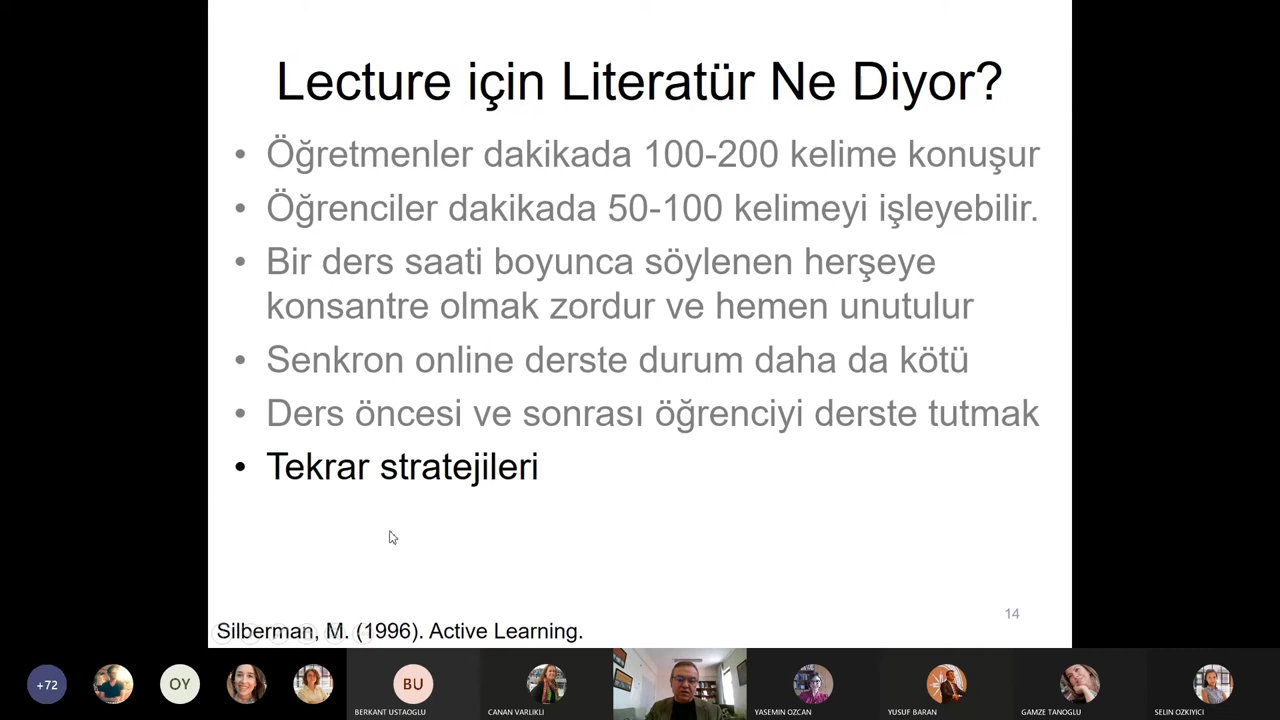 Lecture için Literatür Ne Diyor?
• Öğretmenler dakikada 100-200 kelime konuşur
• Öğrenciler dakikada 50-100 kelimeyi işleyebilir.
• Bir ders saati boyunca söylenen herşeye
konsantre olmak zordur ve hemen unutulur
• Senkron online derste durum daha da kötü
• Ders öncesi ve sonrası öğrenciyi derste tutmak
• Tekrar stratejileri
14
Silberman, M. (1996). Active Learning.
+72
OY
BU
BERKANT USTAOGLU
CANAN VARLIKLI
YASEMIN OZCAN
YUSUF BARAN
GAMZE TANOGLU
SELIN OZKIYICI